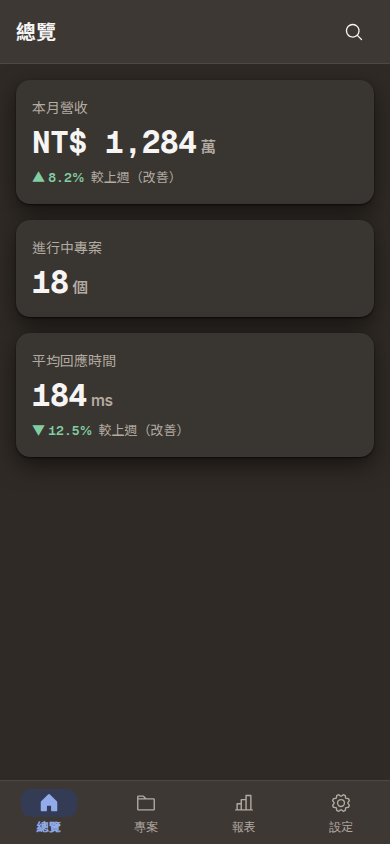 總覽
本月營收
NT$ 1,284 萬
▲ 8.2% 較上週（改善）
進行中專案
18 個
平均回應時間
184 ms
▼ 12.5% 較上週（改善）
總覽 專案 報表 設定